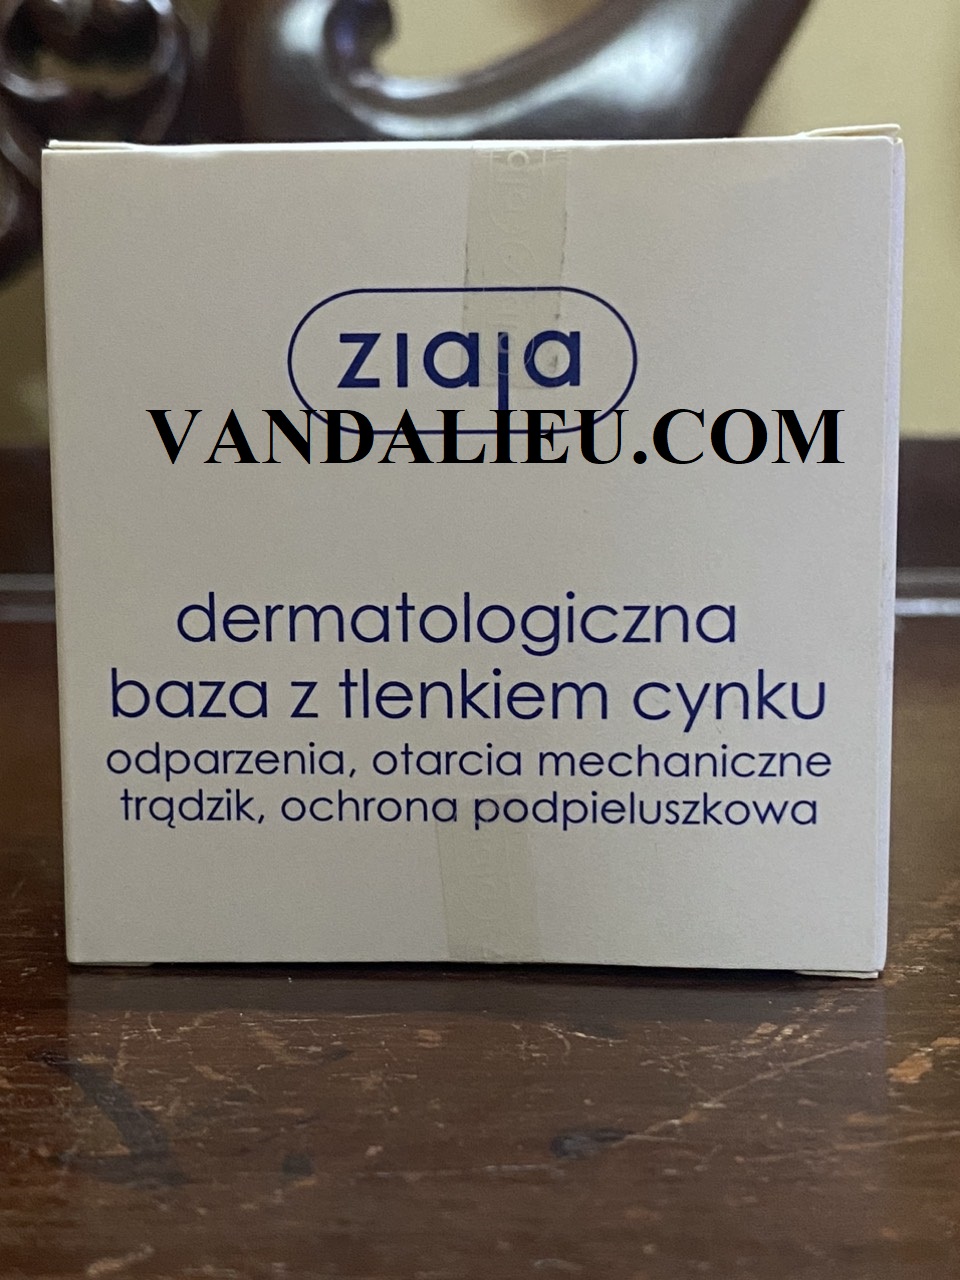 ziaja
VANDALIEU.COM
dermatologiczna
baza z tlenkiem cynku
odparzenia, otarcia mechaniczne
trądzik, ochrona podpieluszkowa